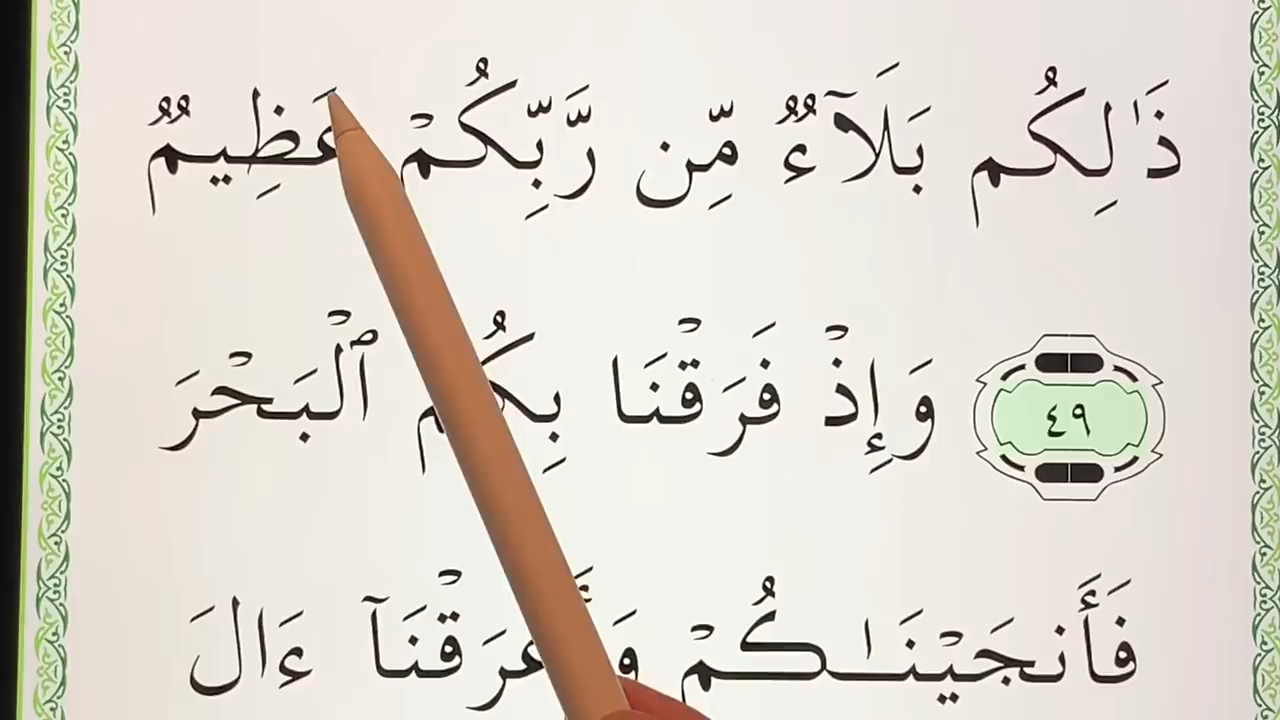 ذَٰلِكُم بَلَآءٌ مِّن رَّبِّكُمْ عَظِيمٌ
٤٩ وَإِذْ فَرَقْنَا بِكُمُ ٱلْبَحْرَ
فَأَنجَيْنَـٰكُمْ وَأَغْرَقْنَآ ءَالَ